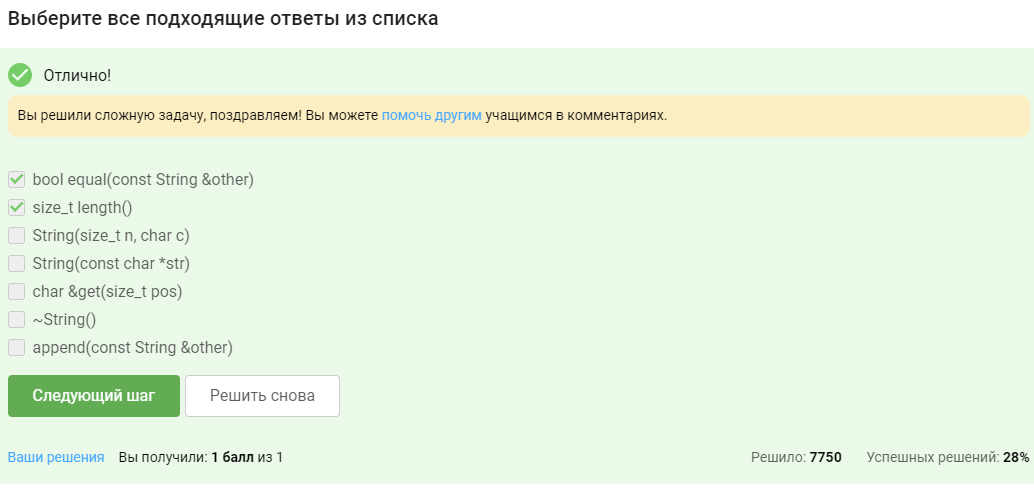 Выберите все подходящие ответы из списка
Отлично!
Вы решили сложную задачу, поздравляем! Вы можете помочь другим учащимся в комментариях.
bool equal(const String &other)
size_t length()
String(size_t n, char c)
String(const char *str)
char &get(size_t pos)
~String()
append(const String &other)
Следующий шаг Решить снова
Ваши решения Вы получили: 1 балл из 1 Решило: 7750 Успешных решений: 28%